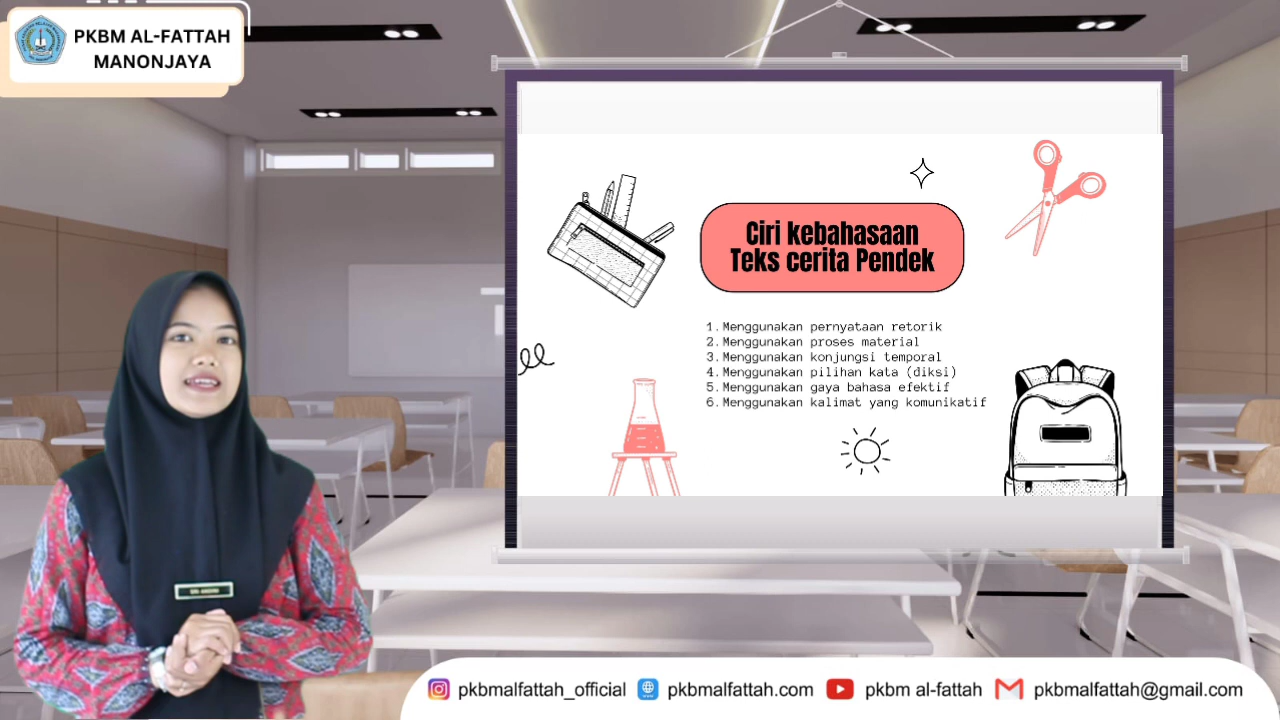 PKBM AL-FATTAH
MANONJAYA
Ciri kebahasaan
Teks cerita Pendek
1. Menggunakan pernyataan retorik
2. Menggunakan proses material
3. Menggunakan konjungsi temporal
4. Menggunakan pilihan kata (diksi)
5. Menggunakan gaya bahasa efektif
6. Menggunakan kalimat yang komunikatif
pkbmalfattah_official
pkbmalfattah.com
pkbm al-fattah
pkbmalfattah@gmail.com